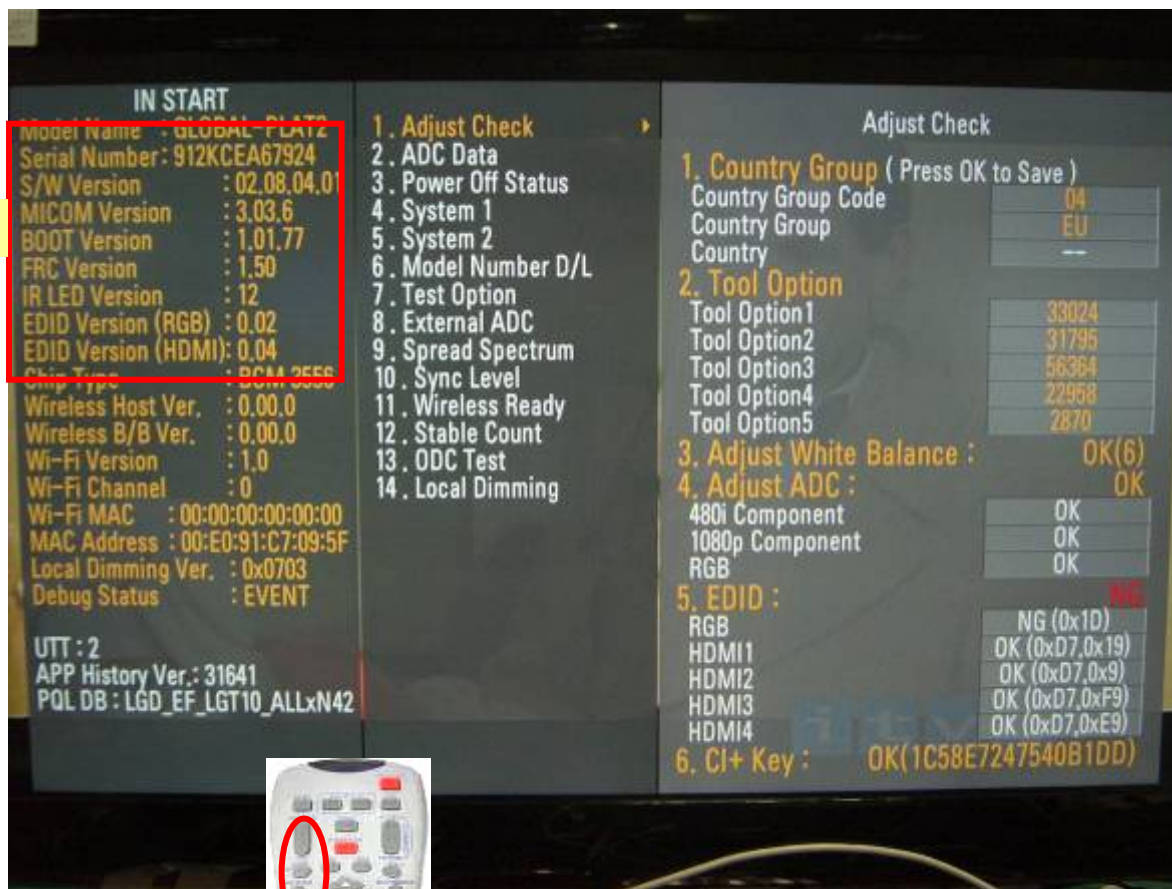 IN START
Model Name : GLOBAL-PLAT2
Serial Number : 912KCEA67924
S/W Version : 02.08.04.01
MICOM Version : 3.03.6
BOOT Version : 1.01.77
FRC Version : 1.50
IR LED Version : 12
EDID Version (RGB) : 0.02
EDID Version (HDMI) : 0.04
Chip Type : BCM 3556
Wireless Host Ver. : 0.00.0
Wireless B/B Ver. : 0.00.0
Wi-Fi Version : 1.0
Wi-Fi Channel : 0
Wi-Fi MAC : 00:00:00:00:00:00
MAC Address : 00:E0:91:C7:09:5F
Local Dimming Ver. : 0x0703
Debug Status : EVENT
UTT : 2
APP History Ver. : 31641
PQL DB : LGD_EF_LGT10_ALLxN42
1. Adjust Check
2. ADC Data
3. Power Off Status
4. System 1
5. System 2
6. Model Number D/L
7. Test Option
8. External ADC
9. Spread Spectrum
10. Sync Level
11. Wireless Ready
12. Stable Count
13. ODC Test
14. Local Dimming
Adjust Check
1. Country Group ( Press OK to Save )
Country Group Code 04
Country Group EU
Country --
2. Tool Option
Tool Option1 33024
Tool Option2 31795
Tool Option3 56364
Tool Option4 22958
Tool Option5 2870
3. Adjust White Balance : OK(6)
4. Adjust ADC : OK
480i Component OK
1080p Component OK
RGB OK
5. EDID : NG
RGB NG (0x1D)
HDMI1 OK (0xD7,0x19)
HDMI2 OK (0xD7,0x9)
HDMI3 OK (0xD7,0xF9)
HDMI4 OK (0xD7,0xE9)
6. CI+ Key : OK(1C58E7247540B1DD)